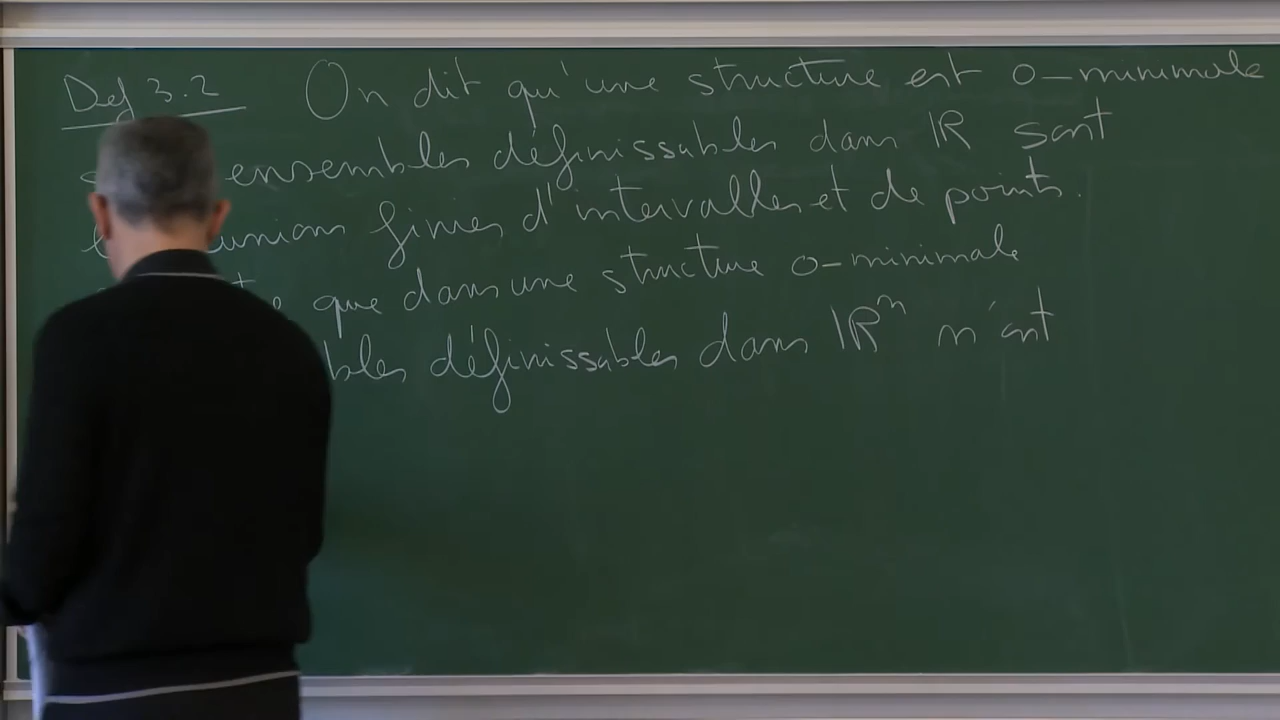 Def 3.2 On dit qu'une structure est o-minimale
ensembles définissables dans ℝ sont
unions finies d'intervalles et de points.
que dans une structure o-minimale
bles définissables dans ℝⁿ n'ont